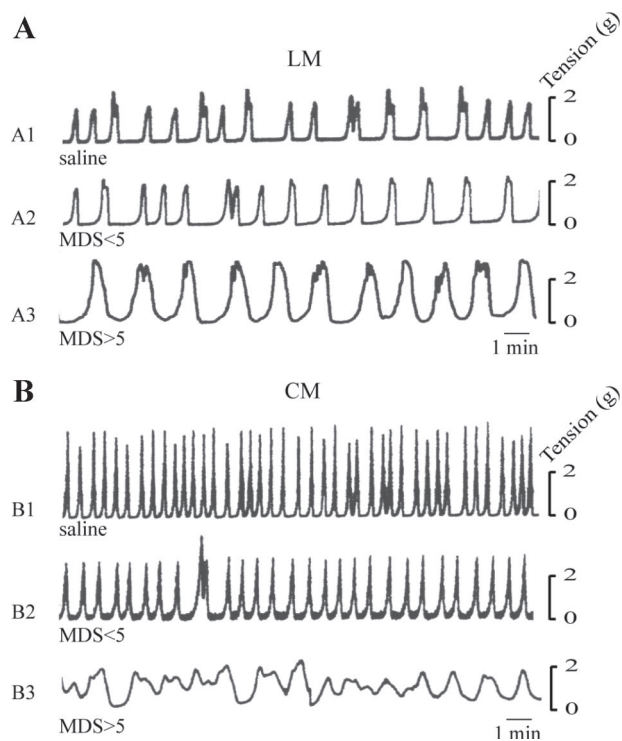 A
LM
Tension (g)
2
0
A1
saline
2
0
A2
MDS<5
2
0
A3
MDS>5
1 min
B
CM
Tension (g)
2
0
B1
saline
2
0
B2
MDS<5
2
0
B3
MDS>5
1 min